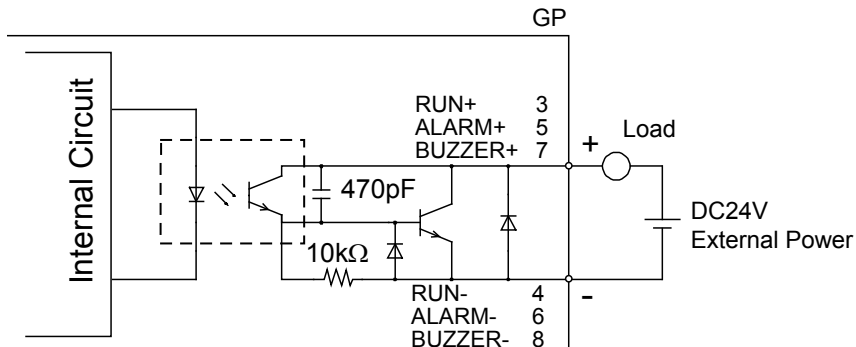 GP
Internal Circuit
RUN+ 3
ALARM+ 5
BUZZER+ 7
+
Load
470pF
DC24V
External Power
10kΩ
RUN- 4
-
ALARM- 6
BUZZER- 8